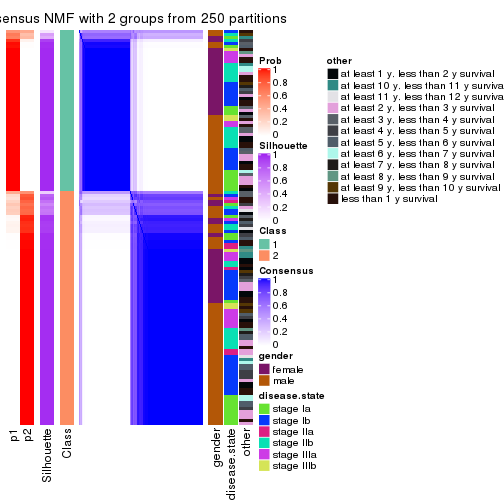 sensus NMF with 2 groups from 250 partitions
Prob
1
0.8
0.6
0.4
0.2
0
Silhouette
1
0.8
0.6
0.4
0.2
0
Class
1
2
Consensus
1
0.8
0.6
0.4
0.2
0
gender
female
male
disease.state
stage Ia
stage Ib
stage IIa
stage IIb
stage IIIa
stage IIIb
other
at least 1 y. less than 2 y survival
at least 10 y. less than 11 y surviva
at least 11 y. less than 12 y surviva
at least 2 y. less than 3 y survival
at least 3 y. less than 4 y survival
at least 4 y. less than 5 y survival
at least 5 y. less than 6 y survival
at least 6 y. less than 7 y survival
at least 7 y. less than 8 y survival
at least 8 y. less than 9 y survival
at least 9 y. less than 10 y survival
less than 1 y survival
p1
p2
Silhouette
Class
gender
disease.state
other